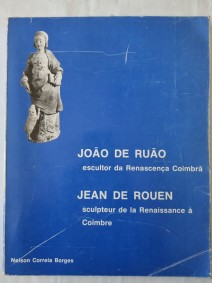 JOÃO DE RUÃO
escultor da Renascença Coimbrã
JEAN DE ROUEN
sculpteur de la Renaissance à
Coimbre
Nelson Correia Borges